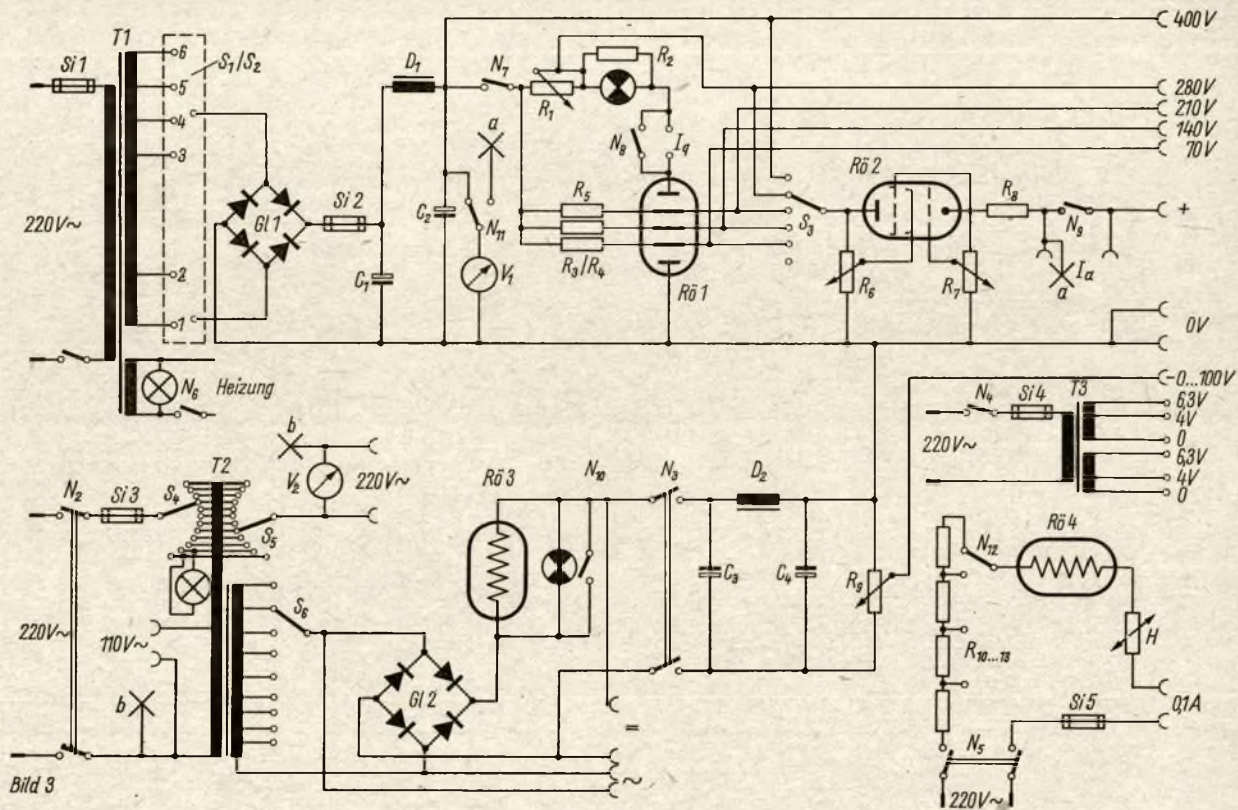 400V
T1
6
S₁/S₂
Si 1
D₁
N₇
R₂
5
280V
4
R₁
210V
a
3
N₈
I_q
140V
70V
Rö 2
Gl 1
Si 2
R₅
R₈
220V~
C₂
S₃
N₉
+
N₁₁
2
C₁
V₁
R₃/R₄
R₆
R₇
I_a
a
1
Rö 1
0V
N₆
Heizung
-0...100V
N₄
Si 4
T3
6,3V
4V
0
220V~
6,3V
4V
0
b
T2
V₂
220V~
Rö 3
N₁₀
N₃
D₂
N₂
Si 3
S₄
S₅
Rö 4
N₁₂
C₃
C₄
R₉
S₆
220V~
110V~
H
R₁₀...₁₃
b
Gl 2
0,1A
Si 5
=
N₅
~
Bild 3
220V~